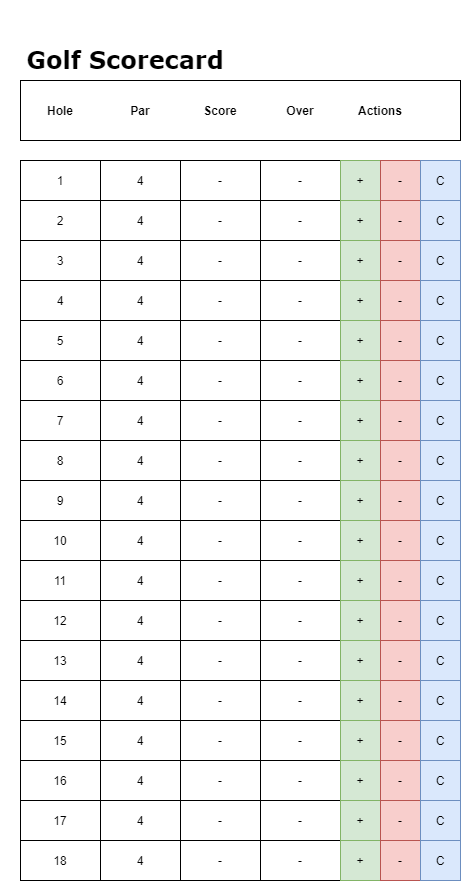 Golf Scorecard
Hole Par Score Over Actions
1 4 - - + - C
2 4 - - + - C
3 4 - - + - C
4 4 - - + - C
5 4 - - + - C
6 4 - - + - C
7 4 - - + - C
8 4 - - + - C
9 4 - - + - C
10 4 - - + - C
11 4 - - + - C
12 4 - - + - C
13 4 - - + - C
14 4 - - + - C
15 4 - - + - C
16 4 - - + - C
17 4 - - + - C
18 4 - - + - C